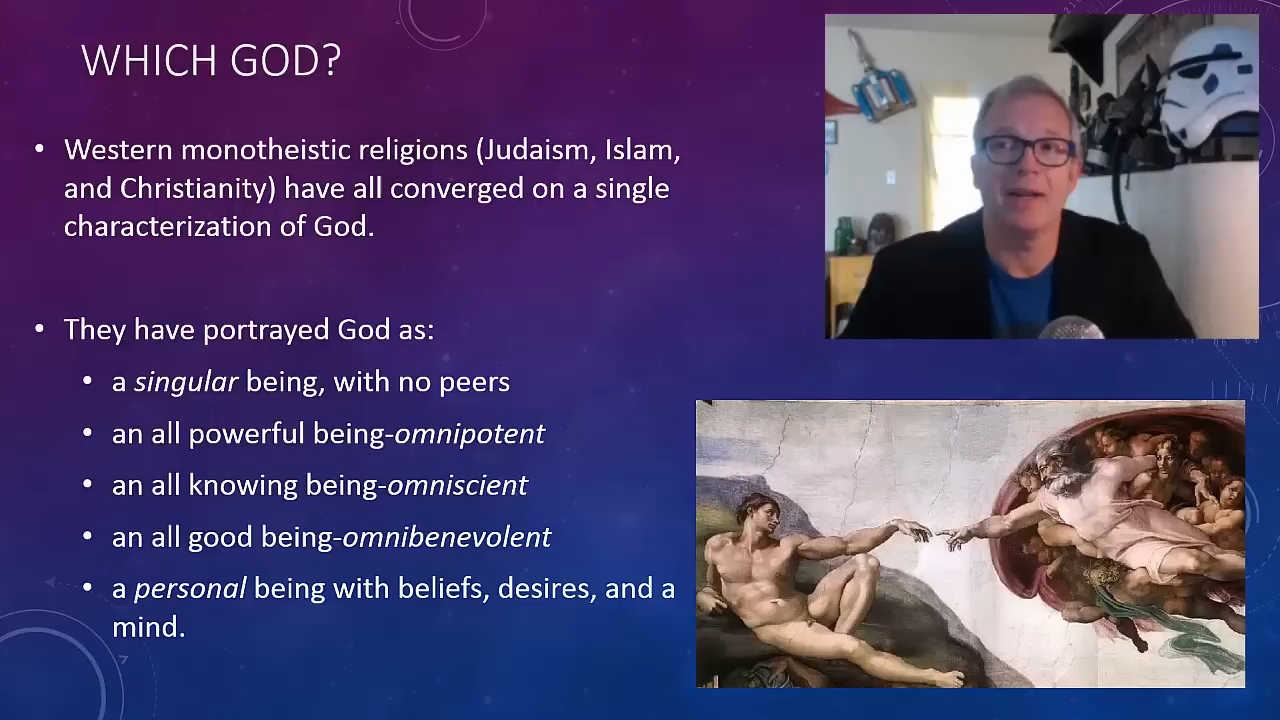 WHICH GOD?
• Western monotheistic religions (Judaism, Islam,
and Christianity) have all converged on a single
characterization of God.
• They have portrayed God as:
• a singular being, with no peers
• an all powerful being-omnipotent
• an all knowing being-omniscient
• an all good being-omnibenevolent
• a personal being with beliefs, desires, and a
mind.